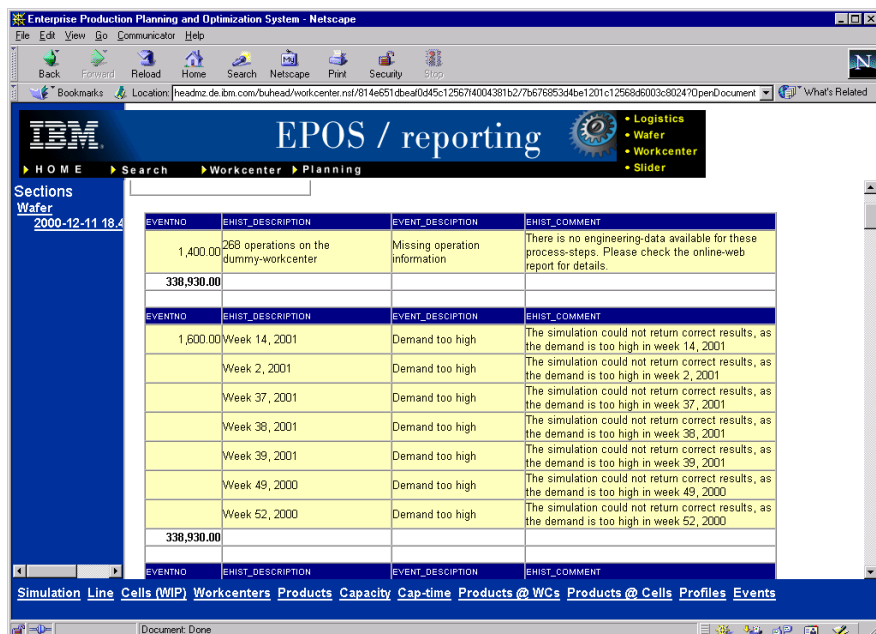 Enterprise Production Planning and Optimization System - Netscape
File Edit View Go Communicator Help
Back Forward Reload Home Search Netscape Print Security Stop
Bookmarks Location: headmz.de.ibm.com/buhead/workcenter.nsf/814e651dbeaf0d45c12567f4004381b2/7b676853d4be1201c12568d6003c8024?OpenDocument What's Related
IBM
EPOS / reporting
• Logistics
• Wafer
• Workcenter
• Slider
HOME Search Workcenter Planning
Sections
Wafer
2000-12-11 18.4
EVENTNO EHIST_DESCRIPTION EVENT_DESCIPTION EHIST_COMMENT
1,400.00 268 operations on the dummy-workcenter Missing operation information There is no engineering-data available for these process-steps. Please check the online-web report for details.
338,930.00
EVENTNO EHIST_DESCRIPTION EVENT_DESCIPTION EHIST_COMMENT
1,600.00 Week 14, 2001 Demand too high The simulation could not return correct results, as the demand is too high in week 14, 2001
Week 2, 2001 Demand too high The simulation could not return correct results, as the demand is too high in week 2, 2001
Week 37, 2001 Demand too high The simulation could not return correct results, as the demand is too high in week 37, 2001
Week 38, 2001 Demand too high The simulation could not return correct results, as the demand is too high in week 38, 2001
Week 39, 2001 Demand too high The simulation could not return correct results, as the demand is too high in week 39, 2001
Week 49, 2000 Demand too high The simulation could not return correct results, as the demand is too high in week 49, 2000
Week 52, 2000 Demand too high The simulation could not return correct results, as the demand is too high in week 52, 2000
338,930.00
EVENTNO EHIST_DESCRIPTION EVENT_DESCIPTION EHIST_COMMENT
Simulation Line Cells (WIP) Workcenters Products Capacity Cap-time Products @ WCs Products @ Cells Profiles Events
Document: Done